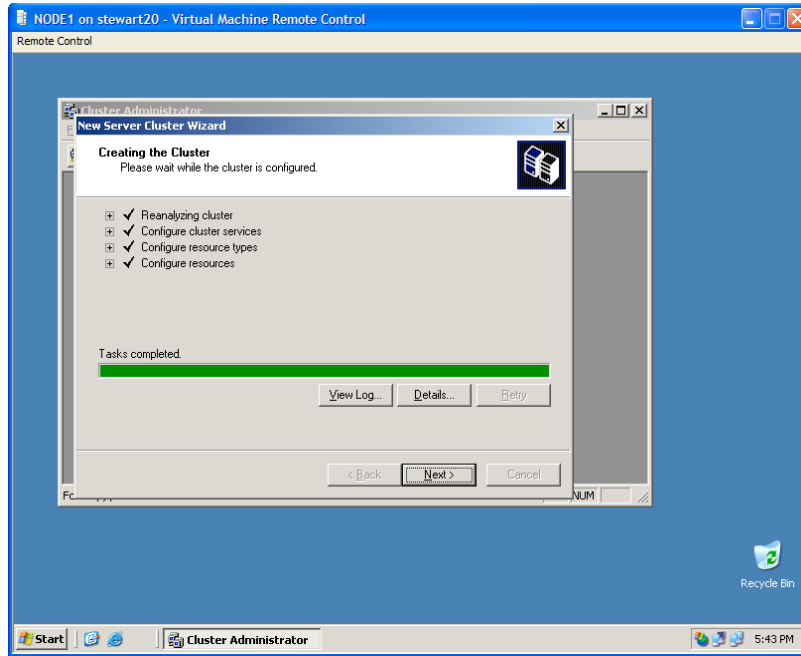 NODE1 on stewart20 - Virtual Machine Remote Control
Remote Control
Cluster Administrator
New Server Cluster Wizard
Creating the Cluster
Please wait while the cluster is configured.
Reanalyzing cluster
Configure cluster services
Configure resource types
Configure resources
Tasks completed.
View Log...
Details...
Retry
< Back
Next >
Cancel
NUM
Recycle Bin
Start
Cluster Administrator
5:43 PM